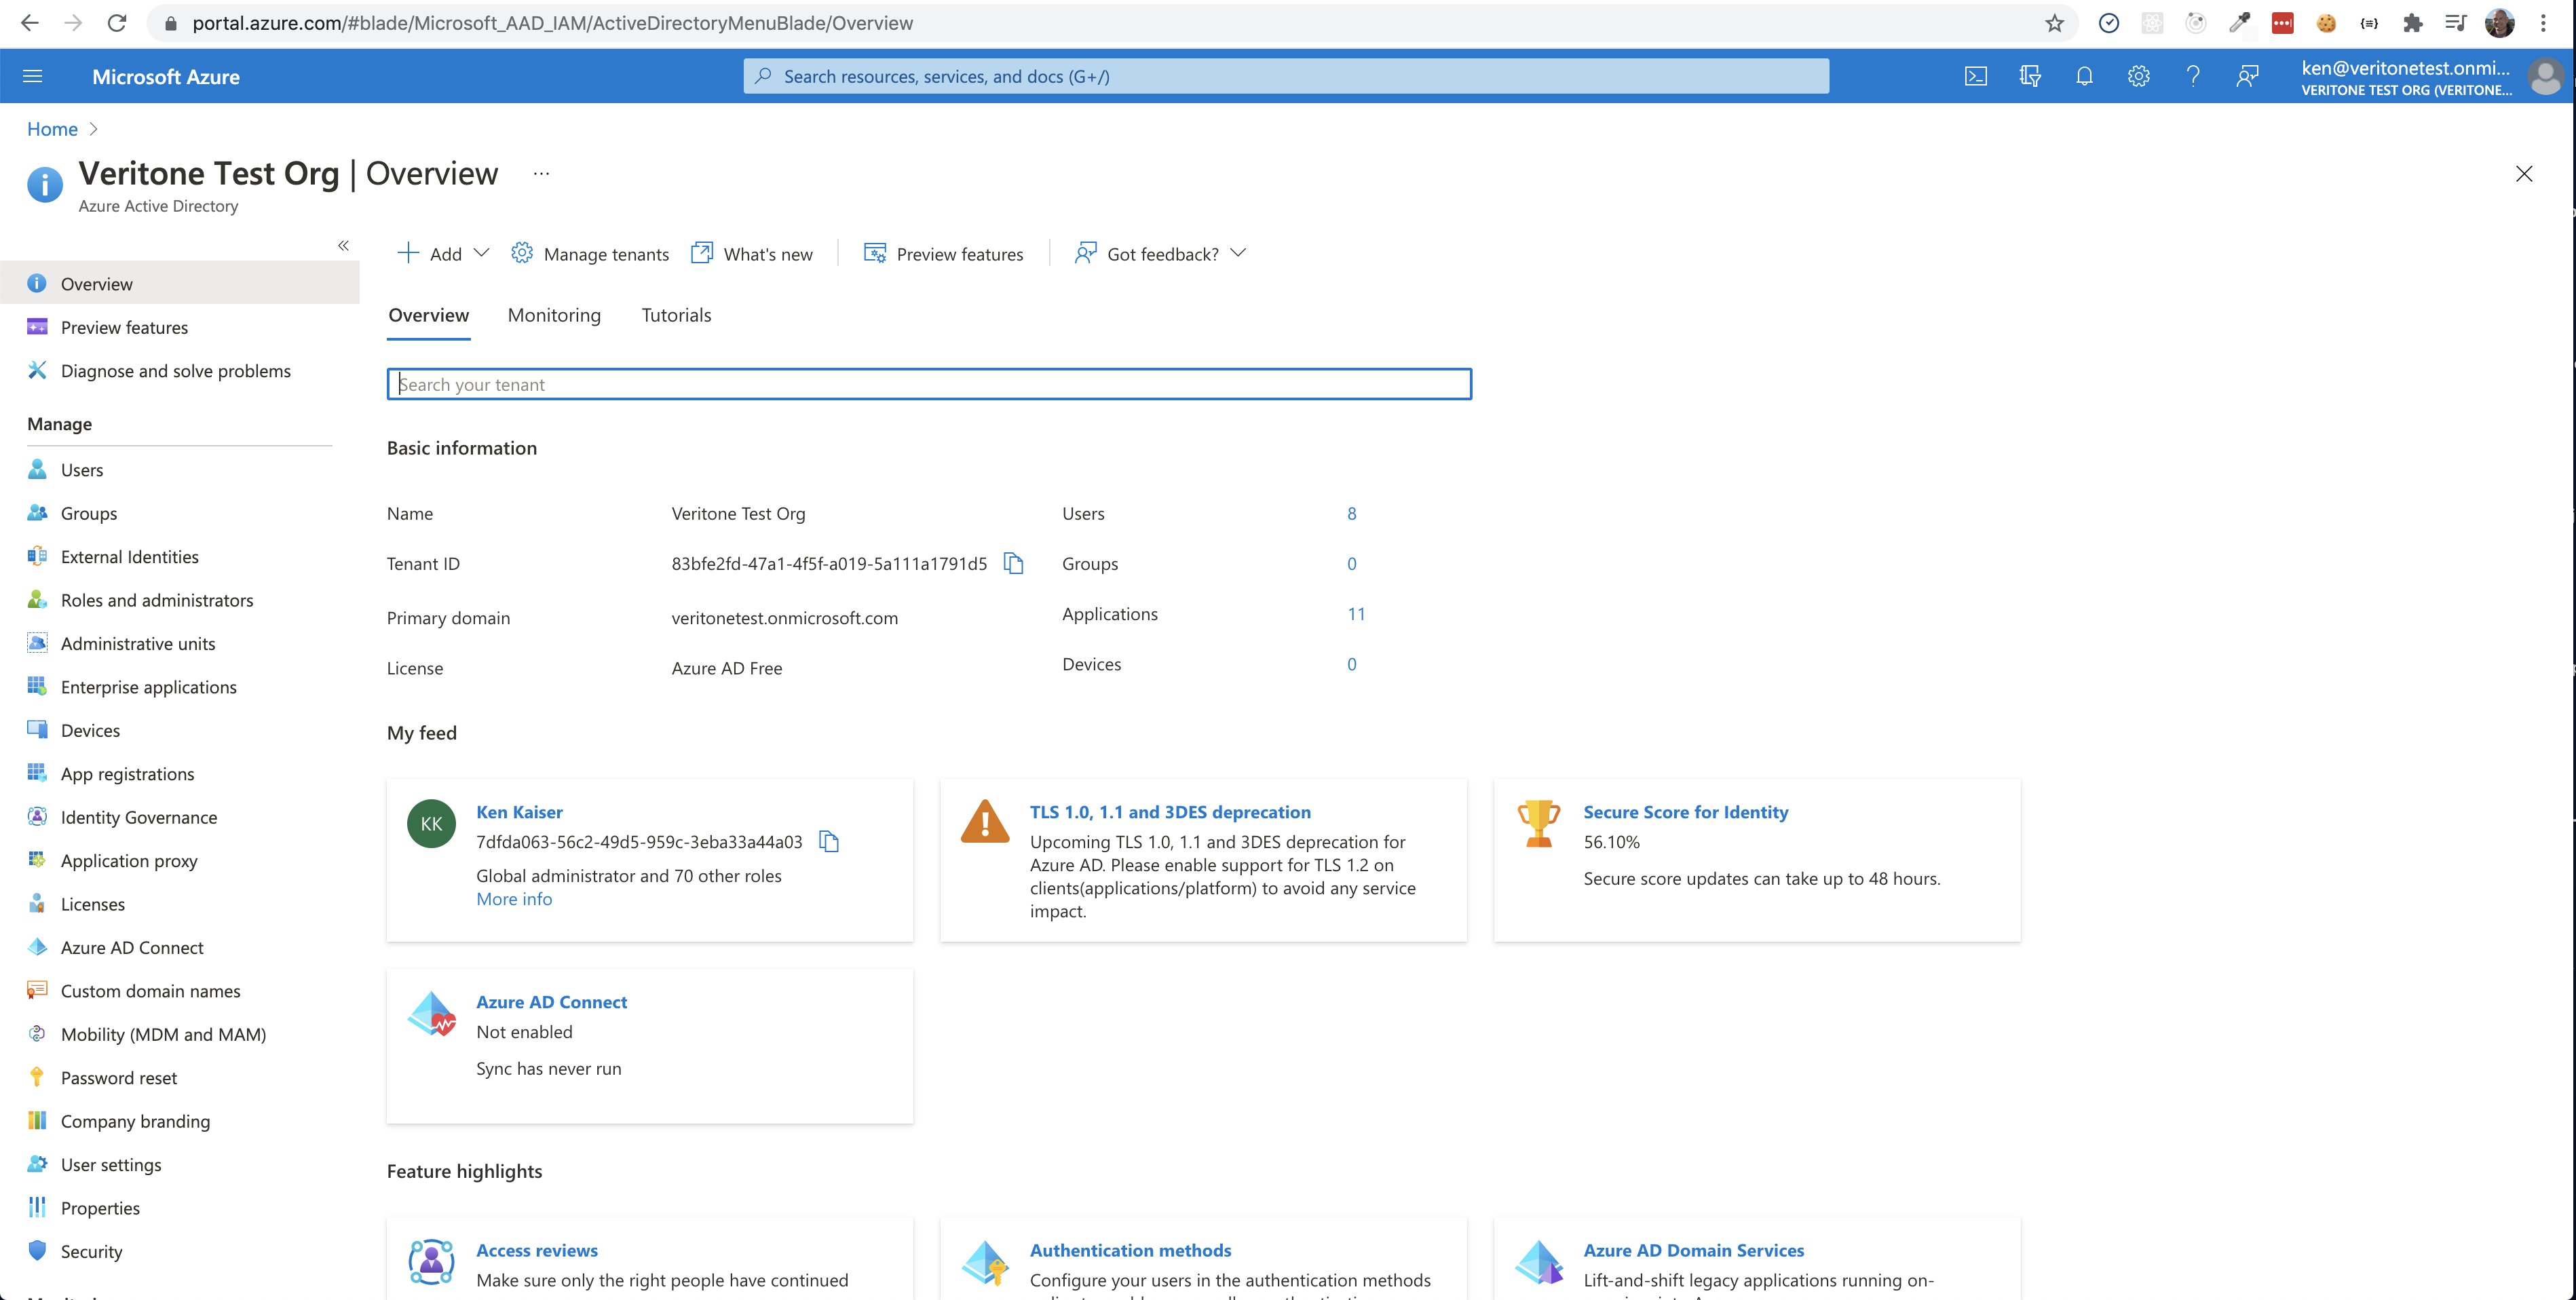 portal.azure.com/#blade/Microsoft_AAD_IAM/ActiveDirectoryMenuBlade/Overview
Microsoft Azure
Search resources, services, and docs (G+/)
ken@veritonetest.onmi...
VERITONE TEST ORG (VERITONE...
Home
Veritone Test Org | Overview ...
Azure Active Directory
Add
Manage tenants
What's new
Preview features
Got feedback?
Overview
Preview features
Diagnose and solve problems
Manage
Users
Groups
External Identities
Roles and administrators
Administrative units
Enterprise applications
Devices
App registrations
Identity Governance
Application proxy
Licenses
Azure AD Connect
Custom domain names
Mobility (MDM and MAM)
Password reset
Company branding
User settings
Properties
Security
Overview
Monitoring
Tutorials
Search your tenant
Basic information
Name Veritone Test Org
Tenant ID 83bfe2fd-47a1-4f5f-a019-5a111a1791d5
Primary domain veritonetest.onmicrosoft.com
License Azure AD Free
Users 8
Groups 0
Applications 11
Devices 0
My feed
KK
Ken Kaiser
7dfda063-56c2-49d5-959c-3eba33a44a03
Global administrator and 70 other roles
More info
TLS 1.0, 1.1 and 3DES deprecation
Upcoming TLS 1.0, 1.1 and 3DES deprecation for
Azure AD. Please enable support for TLS 1.2 on
clients(applications/platform) to avoid any service
impact.
Secure Score for Identity
56.10%
Secure score updates can take up to 48 hours.
Azure AD Connect
Not enabled
Sync has never run
Feature highlights
Access reviews
Make sure only the right people have continued
Authentication methods
Configure your users in the authentication methods
Azure AD Domain Services
Lift-and-shift legacy applications running on-